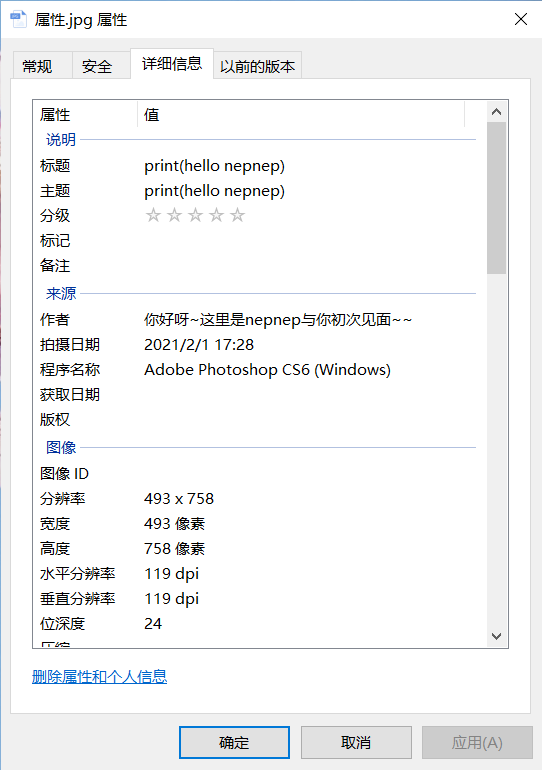 属性.jpg 属性
常规 安全 详细信息 以前的版本
属性 值
说明
标题 print(hello nepnep)
主题 print(hello nepnep)
分级 ☆☆☆☆☆
标记
备注
来源
作者 你好呀~这里是nepnep与你初次见面~~
拍摄日期 2021/2/1 17:28
程序名称 Adobe Photoshop CS6 (Windows)
获取日期
版权
图像
图像 ID
分辨率 493 x 758
宽度 493 像素
高度 758 像素
水平分辨率 119 dpi
垂直分辨率 119 dpi
位深度 24
删除属性和个人信息
确定 取消 应用(A)